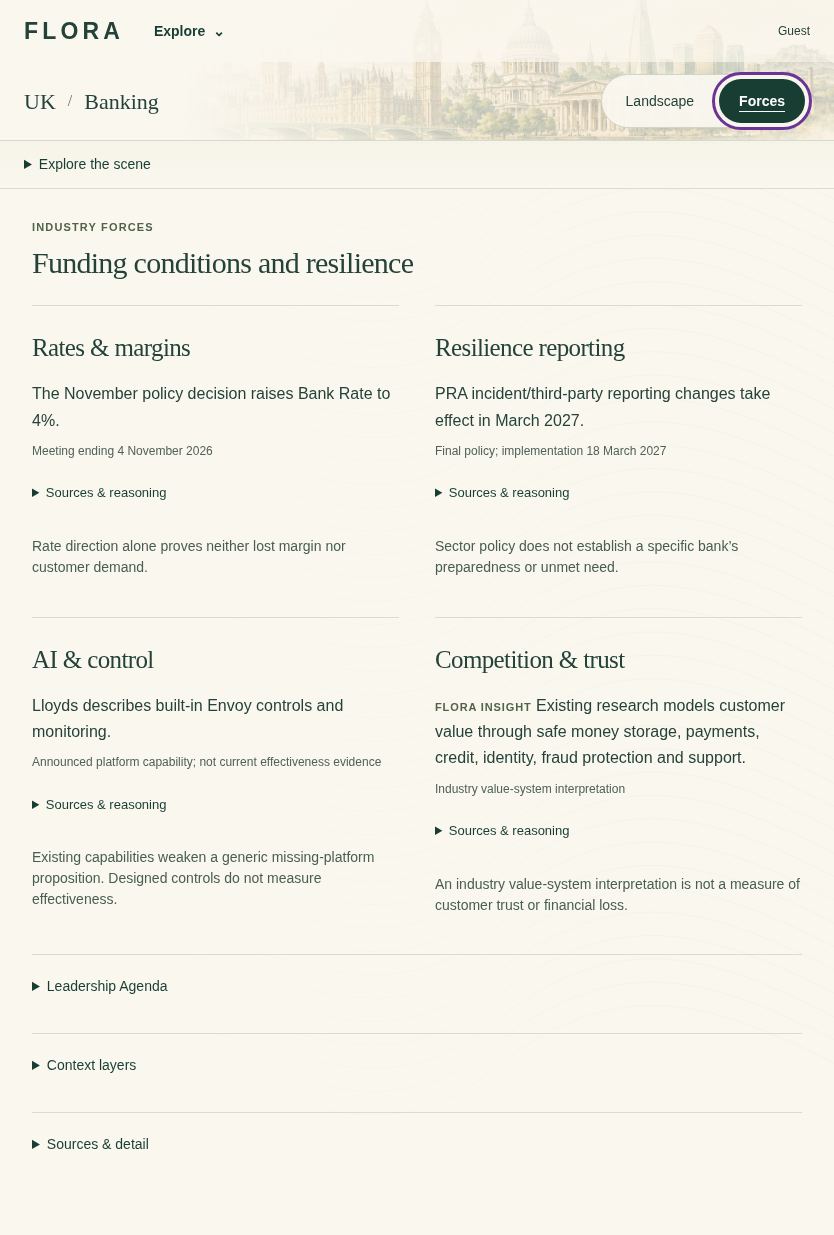 FLORA
Explore
Guest
UK / Banking
Landscape
Forces
Explore the scene
INDUSTRY FORCES
Funding conditions and resilience
Rates & margins
The November policy decision raises Bank Rate to
4%.
Meeting ending 4 November 2026
Sources & reasoning
Rate direction alone proves neither lost margin nor
customer demand.
Resilience reporting
PRA incident/third-party reporting changes take
effect in March 2027.
Final policy; implementation 18 March 2027
Sources & reasoning
Sector policy does not establish a specific bank’s
preparedness or unmet need.
AI & control
Lloyds describes built-in Envoy controls and
monitoring.
Announced platform capability; not current effectiveness evidence
Sources & reasoning
Existing capabilities weaken a generic missing-platform
proposition. Designed controls do not measure
effectiveness.
Competition & trust
FLORA INSIGHT Existing research models customer
value through safe money storage, payments,
credit, identity, fraud protection and support.
Industry value-system interpretation
Sources & reasoning
An industry value-system interpretation is not a measure of
customer trust or financial loss.
Leadership Agenda
Context layers
Sources & detail